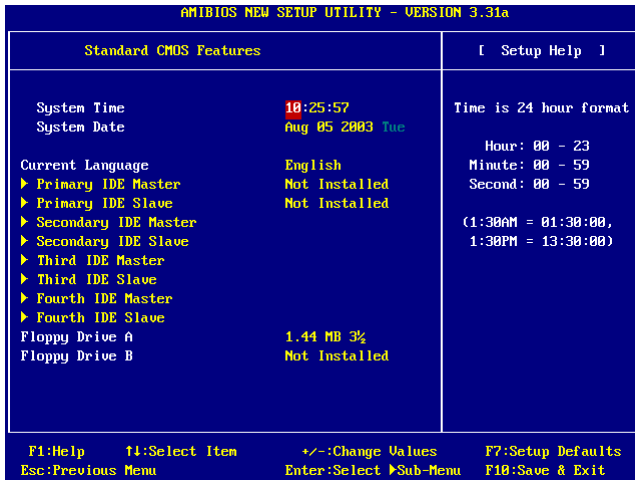 AMIBIOS NEW SETUP UTILITY - VERSION 3.31a
Standard CMOS Features
[ Setup Help ]
System Time 10:25:57
System Date Aug 05 2003 Tue
Current Language English
▶ Primary IDE Master Not Installed
▶ Primary IDE Slave Not Installed
▶ Secondary IDE Master
▶ Secondary IDE Slave
▶ Third IDE Master
▶ Third IDE Slave
▶ Fourth IDE Master
▶ Fourth IDE Slave
Floppy Drive A 1.44 MB 3½
Floppy Drive B Not Installed
Time is 24 hour format
Hour: 00 - 23
Minute: 00 - 59
Second: 00 - 59
(1:30AM = 01:30:00,
1:30PM = 13:30:00)
F1:Help ↑↓:Select Item +/-:Change Values F7:Setup Defaults
Esc:Previous Menu Enter:Select ▶Sub-Menu F10:Save & Exit